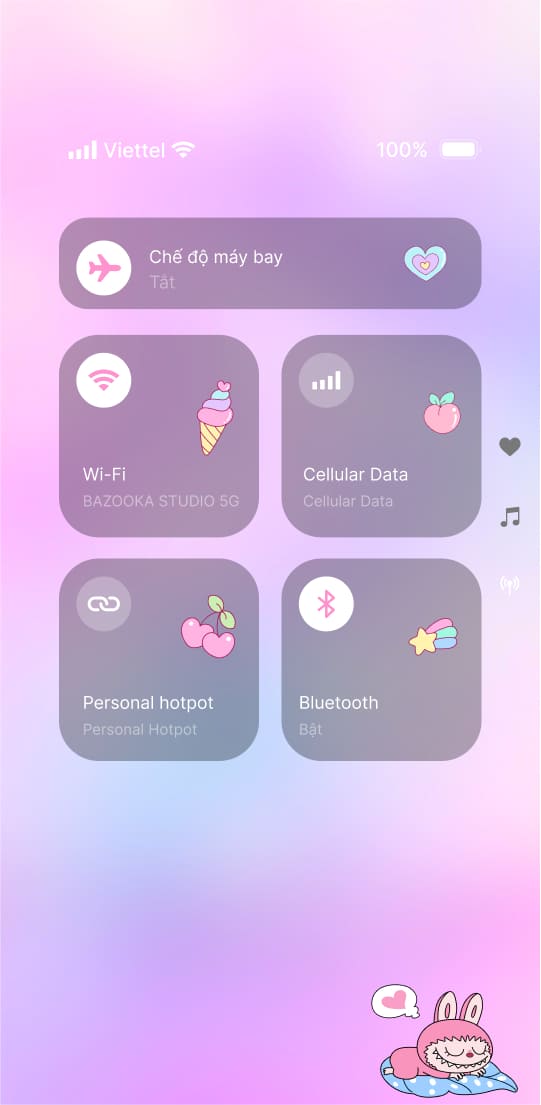 Viettel
100%
Chế độ máy bay
Tắt
Wi-Fi
BAZOOKA STUDIO 5G
Cellular Data
Cellular Data
Personal hotpot
Personal Hotpot
Bluetooth
Bật